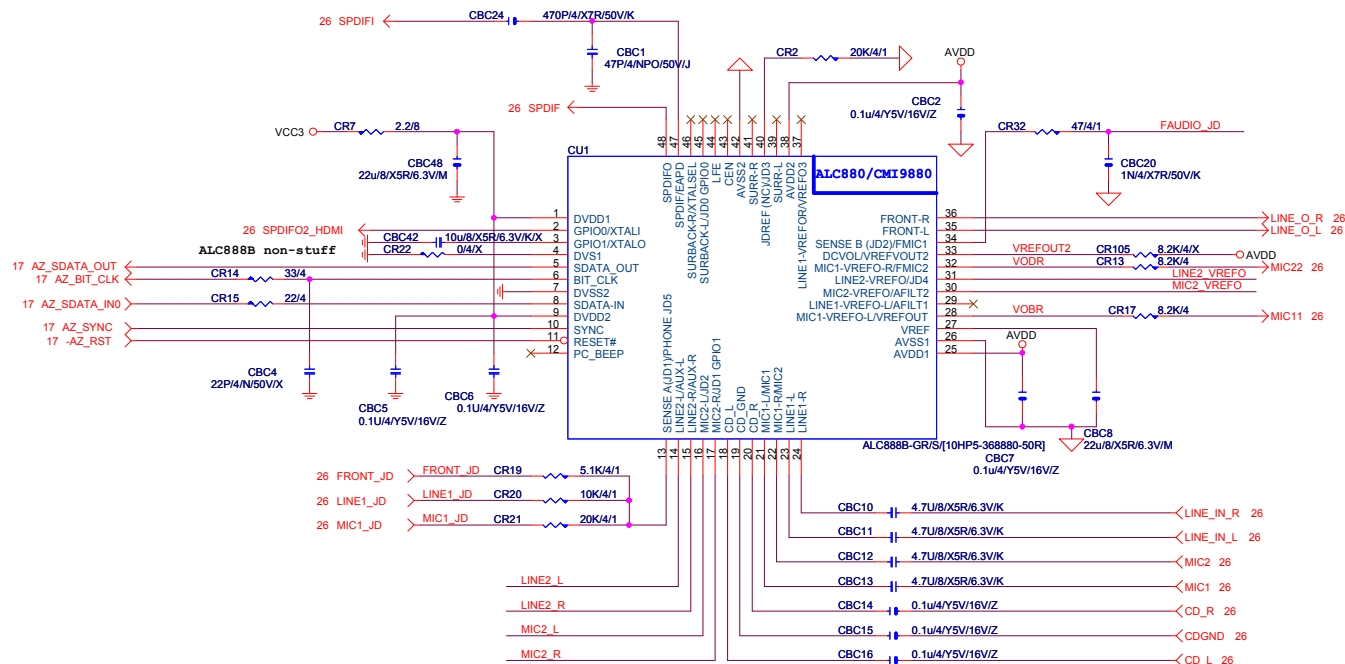 26 SPDIFI
CBC24
470P/4/X7R/50V/K
CBC1
47P/4/NPO/50V/J
CR2
20K/4/1
AVDD
CBC2
0.1u/4/Y5V/16V/Z
26 SPDIF
VCC3
CR7
2.2/8
CBC48
22u/8/X5R/6.3V/M
CR32
47/4/1
FAUDIO_JD
CBC20
1N/4/X7R/50V/K
48
47
46
45
44
43
42
41
40
39
38
37
CU1
SPDIFO
SPDIF/EAPD
SURBACK-R/XTALSEL
SURBACK-L/JD0 GPIO0
LFE
CEN
AVSS2
SURR-R
JDREF (NC)/JD3
SURR-L
AVDD2
LINE1-VREFOR/VREFO3
ALC880/CMI9880
1
DVDD1
2
GPIO0/XTALI
3
GPIO1/XTALO
4
DVS1
5
SDATA_OUT
6
BIT_CLK
7
DVSS2
8
SDATA-IN
9
DVDD2
10
SYNC
11
RESET#
12
PC_BEEP
26 SPDIFO2_HDMI
CBC42
10u/8/X5R/6.3V/K/X
ALC888B non-stuff
CR22
0/4/X
17 AZ_SDATA_OUT
17 AZ_BIT_CLK
CR14
33/4
17 AZ_SDATA_IN0
CR15
22/4
17 AZ_SYNC
17 -AZ_RST
CBC4
22P/4/N/50V/X
CBC5
0.1U/4/Y5V/16V/Z
CBC6
0.1U/4/Y5V/16V/Z
FRONT-R
36
FRONT-L
35
SENSE B (JD2)/FMIC1
34
DCVOL/VREFVOUT2
33
MIC1-VREFO-R/FMIC2
32
LINE2-VREFO/JD4
31
MIC2-VREFO/AFILT2
30
LINE1-VREFO-L/AFILT1
29
MIC1-VREFO-L/VREFOUT
28
VREF
27
AVSS1
26
AVDD1
25
LINE_O_R 26
LINE_O_L 26
VREFOUT2
CR105
8.2K/4/X
AVDD
VODR
CR13
8.2K/4
MIC22 26
LINE2_VREFO
MIC2_VREFO
VOBR
CR17
8.2K/4
MIC11 26
AVDD
CBC8
22u/8/X5R/6.3V/M
ALC888B-GR/S/[10HP5-368880-50R]
CBC7
0.1u/4/Y5V/16V/Z
SENSE A(JD1)/PHONE JD5
LINE2-L/AUX-L
LINE2-R/AUX-R
MIC2-L/JD2
MIC2-R/JD1 GPIO1
CD_L
CD_GND
CD_R
MIC1-L/MIC1
MIC1-R/MIC2
LINE1-L
LINE1-R
13
14
15
16
17
18
19
20
21
22
23
24
26 FRONT_JD
FRONT_JD
CR19
5.1K/4/1
26 LINE1_JD
LINE1_JD
CR20
10K/4/1
26 MIC1_JD
MIC1_JD
CR21
20K/4/1
LINE2_L
LINE2_R
MIC2_L
MIC2_R
CBC10
4.7U/8/X5R/6.3V/K
LINE_IN_R 26
CBC11
4.7U/8/X5R/6.3V/K
LINE_IN_L 26
CBC12
4.7U/8/X5R/6.3V/K
MIC2 26
CBC13
4.7U/8/X5R/6.3V/K
MIC1 26
CBC14
0.1u/4/Y5V/16V/Z
CD_R 26
CBC15
0.1u/4/Y5V/16V/Z
CDGND 26
CBC16
0.1u/4/Y5V/16V/Z
CD_L 26